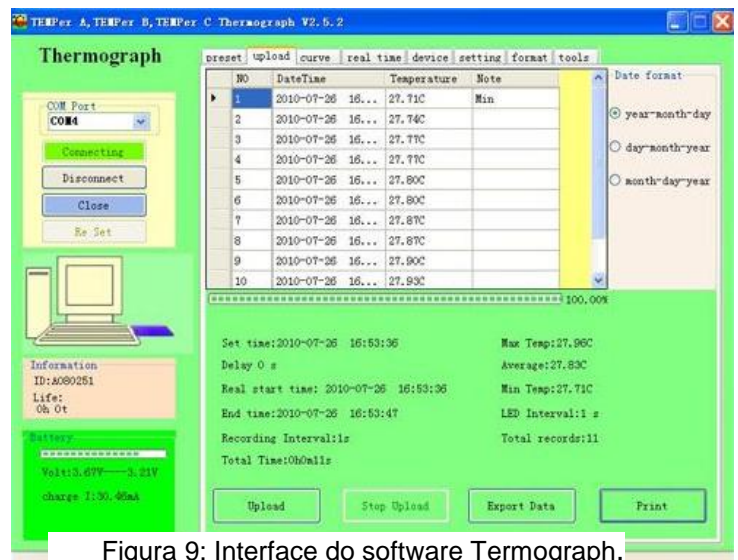 TEMPer A, TEMPer B, TEMPer C Thermograph V2.5.2
Thermograph
preset upload curve real time device setting format tools
COM Port
COM4
Connecting
Disconnect
Close
Re Set
Information
ID:A080251
Life:
0h 0t
Battery
Volt:3.67V----3.21V
charge I:30.46mA
NO DateTime Temperature Note
1 2010-07-26 16... 27.71C Min
2 2010-07-26 16... 27.74C
3 2010-07-26 16... 27.77C
4 2010-07-26 16... 27.77C
5 2010-07-26 16... 27.80C
6 2010-07-26 16... 27.80C
7 2010-07-26 16... 27.87C
8 2010-07-26 16... 27.87C
9 2010-07-26 16... 27.90C
10 2010-07-26 16... 27.93C
Date format
year-month-day
day-month-year
month-day-year
100.00%
Set time:2010-07-26 16:53:36
Delay 0 s
Real start time: 2010-07-26 16:53:36
End time:2010-07-26 16:53:47
Recording Interval:1s
Total Time:0h0m11s
Max Temp:27.96C
Average:27.83C
Min Temp:27.71C
LED Interval:1 s
Total records:11
Upload
Stop Upload
Export Data
Print
Figura 9: Interface do software Termograph.